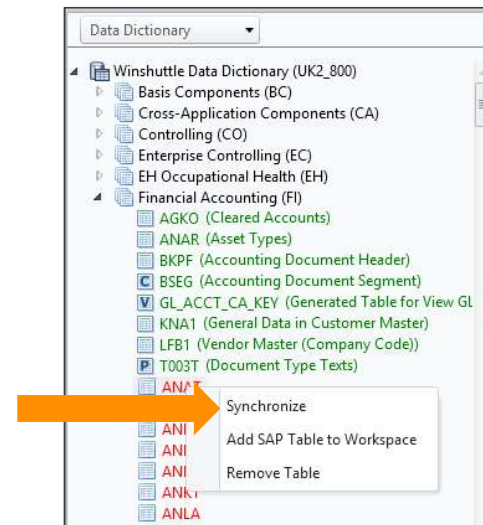 Data Dictionary
Winshuttle Data Dictionary (UK2_800)
Basis Components (BC)
Cross-Application Components (CA)
Controlling (CO)
Enterprise Controlling (EC)
EH Occupational Health (EH)
Financial Accounting (FI)
AGKO (Cleared Accounts)
ANAR (Asset Types)
BKPF (Accounting Document Header)
C BSEG (Accounting Document Segment)
V GL_ACCT_CA_KEY (Generated Table for View GL
KNA1 (General Data in Customer Master)
LFB1 (Vendor Master (Company Code))
P T003T (Document Type Texts)
ANAT
Synchronize
Add SAP Table to Workspace
Remove Table
ANLA